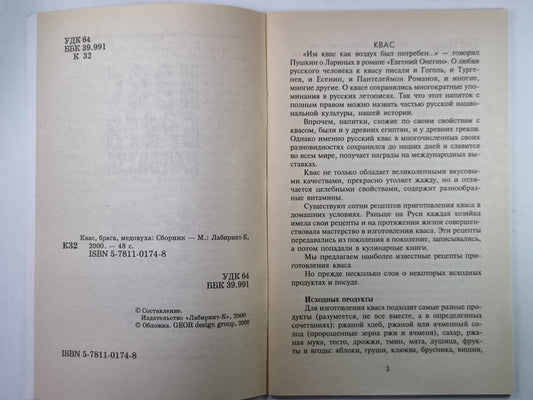 УДК 64
ББК 39.991
К 32
Квас, брага, медовуха: Сборник — М.: Лабиринт-К,
К32 2000. — 48 с.
ISBN 5-7811-0174-8
УДК 64
ББК 39.991
© Составление.
Издательство «Лабиринт-К», 2000
© Обложка. GEOR design group, 2000
ISBN 5-7811-0174-8
КВАС
«Им квас как воздух был потребен...» — говорил
Пушкин о Лариных в романе «Евгений Онегин». О любви
русского человека к квасу писали и Гоголь, и Турге-
нев, и Есенин, и Пантелеймон Романов, и многие,
многие другие. О квасе сохранились многократные упо-
минания в русских летописях. Так что этот напиток с
полным правом можно назвать частью русской нацио-
нальной культуры, нашей истории.
Впрочем, напитки, схожие по своим свойствам с
квасом, были и у древних египтян, и у древних греков.
Однако именно русский квас в многочисленных своих
разновидностях сохранился до наших дней и славится
во всем мире, получает награды на международных вы-
ставках.
Квас не только обладает великолепными вкусовы-
ми качествами, прекрасно утоляет жажду, но и от-
личается целебными свойствами, содержит разнообраз-
ные витамины.
Существуют сотни рецептов приготовления кваса в
домашних условиях. Раньше на Руси каждая хозяйка
имела свои рецепты и на протяжении жизни совершен-
ствовала мастерство в изготовлении кваса. Эти рецепты
передавались из поколения в поколение, записывались,
а потом попадали в кулинарные книги.
Мы предлагаем наиболее известные рецепты при-
готовления кваса.
Но прежде несколько слов о некоторых исходных
продуктах и посуде.
Исходные продукты
Для изготовления кваса подходят самые разные про-
дукты (разумеется, не все вместе, а в определенных
сочетаниях): ржаной хлеб, ржаной или ячменный со-
лод (пророщенные зерна ржи и ячменя), сахар, ржа-
ная мука, тесто, дрожжи, тмин, мята, душица, фрук-
ты и ягоды: яблоки, груши, клюква, брусника, вишня,
3